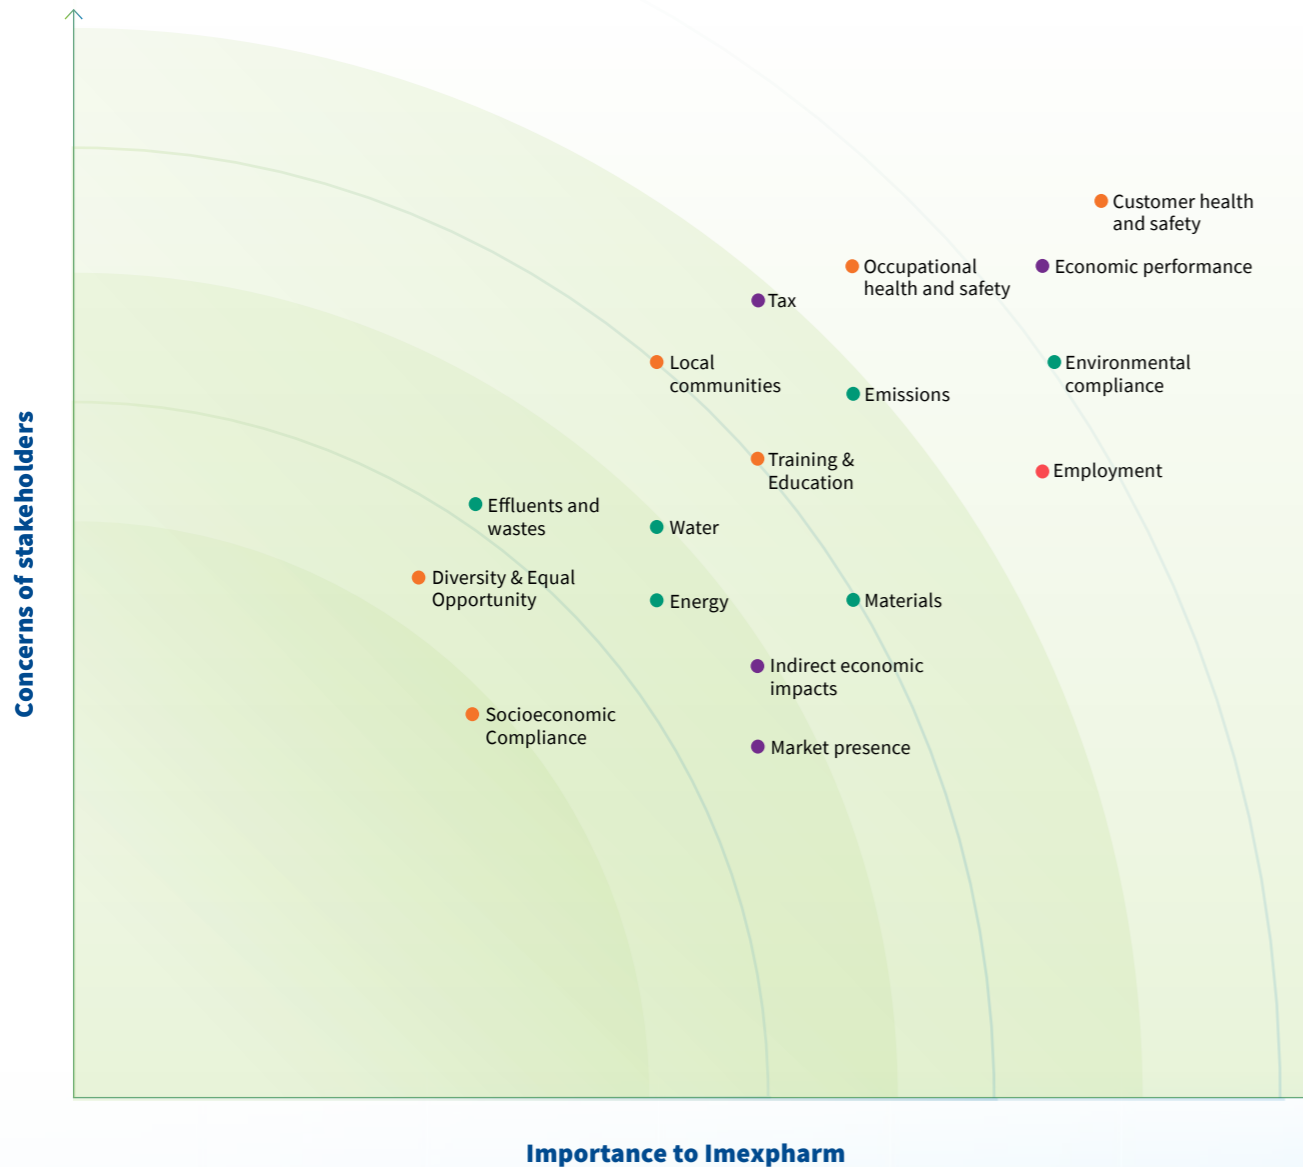 Customer health
and safety
Occupational
health and safety
Economic performance
Tax
Local
communities
Environmental
compliance
Emissions
Training &
Education
Employment
Effluents and
wastes
Water
Diversity & Equal
Opportunity
Energy
Materials
Indirect economic
impacts
Socioeconomic
Compliance
Market presence
Concerns of stakeholders
Importance to Imexpharm